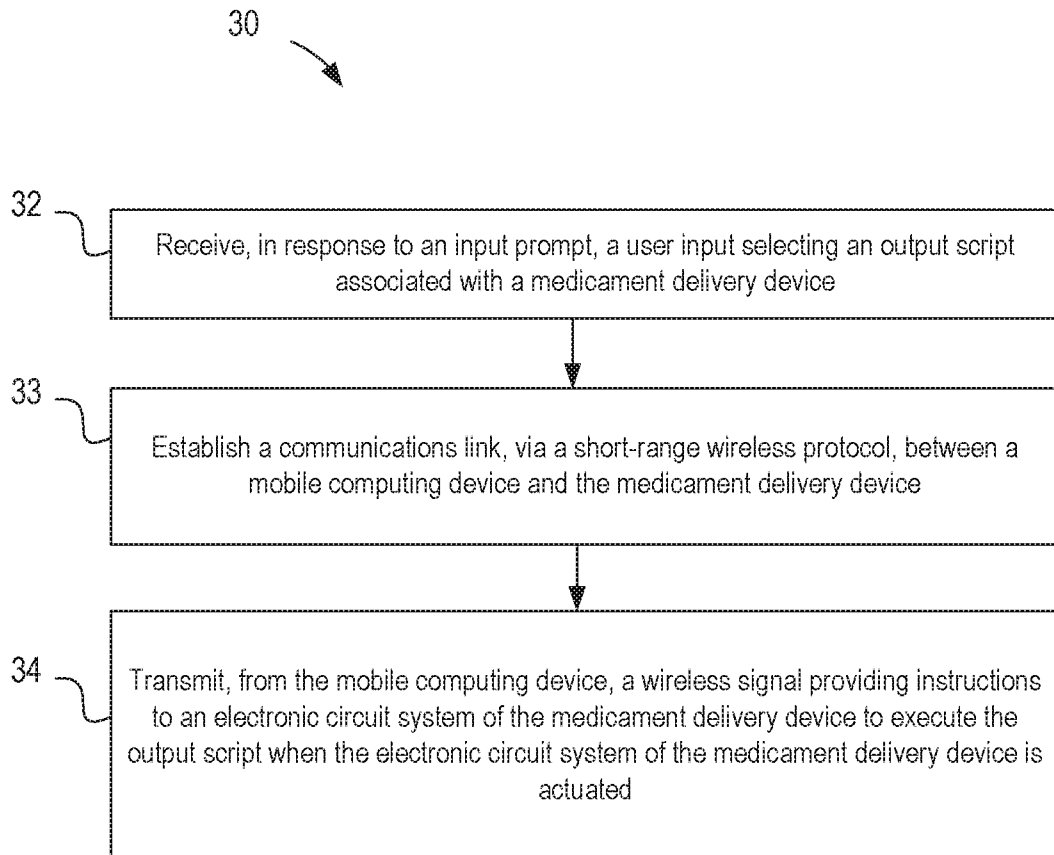 30
32
Receive, in response to an input prompt, a user input selecting an output script
associated with a medicament delivery device
33
Establish a communications link, via a short-range wireless protocol, between a
mobile computing device and the medicament delivery device
34
Transmit, from the mobile computing device, a wireless signal providing instructions
to an electronic circuit system of the medicament delivery device to execute the
output script when the electronic circuit system of the medicament delivery device is
actuated